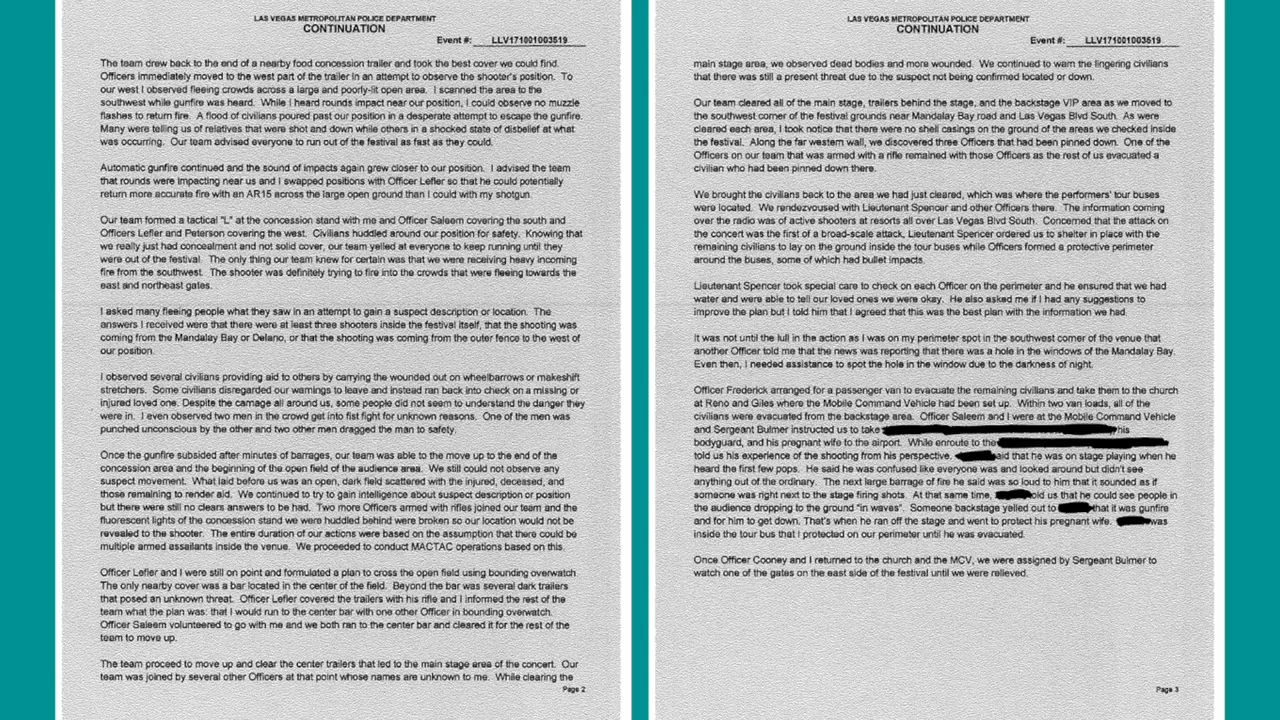 LAS VEGAS METROPOLITAN POLICE DEPARTMENT
CONTINUATION
Event #: LLV171001003519
The team drew back to the end of a nearby food concession trailer and took the best cover we could find.
Officers immediately moved to the west part of the trailer in an attempt to observe the shooter's position. To
our west I observed fleeing crowds across a large and poorly-lit open area. I scanned the area to the
southwest while gunfire was heard. While I heard rounds impact near our position, I could observe no muzzle
flashes to return fire. A flood of civilians poured past our position in a desperate attempt to escape the gunfire.
Many were telling us of relatives that were shot and down while others in a shocked state of disbelief at what
was occurring. Our team advised everyone to run out of the festival as fast as they could.
Automatic gunfire continued and the sound of impacts again grew closer to our position. I advised the team
that rounds were impacting near us and I swapped positions with Officer Lefler so that he could potentially
return more accurate fire with an AR15 across the large open ground than I could with my shotgun.
Our team formed a tactical "L" at the concession stand with me and Officer Saleem covering the south and
Officers Lefler and Peterson covering the west. Civilians huddled around our position for safety. Knowing that
we really just had concealment and not solid cover, our team yelled at everyone to keep running until they
were out of the festival. The only thing our team knew for certain was that we were receiving heavy incoming
fire from the southwest. The shooter was definitely trying to fire into the crowds that were fleeing towards the
east and northeast gates.
I asked many fleeing people what they saw in an attempt to gain a suspect description or location. The
answers I received were that there were at least three shooters inside the festival itself, that the shooting was
coming from the Mandalay Bay or Delano, or that the shooting was coming from the outer fence to the west of
our position.
I observed several civilians providing aid to others by carrying the wounded out on wheelbarrows or makeshift
stretchers. Some civilians disregarded our warnings to leave and instead ran back into check on a missing or
injured loved one. Despite the carnage all around us, some people did not seem to understand the danger they
were in. I even observed two men in the crowd get into fist fight for unknown reasons. One of the men was
punched unconscious by the other and two other men dragged the man to safety.
Once the gunfire subsided after minutes of barrages, our team was able to move up to the end of the
concession area and the beginning of the open field of the audience area. We still could not observe any
suspect movement. What laid before us was an open, dark field scattered with the injured, deceased, and
those remaining to render aid. We continued to try to gain intelligence about suspect description or position
but there were still no clears answers to be had. Two more Officers armed with rifles joined our team and the
fluorescent lights of the concession stand we were huddled behind were broken so our location would not be
revealed to the shooter. The entire duration of our actions were based on the assumption that there could be
multiple armed assailants inside the venue. We proceeded to conduct MACTAC operations based on this.
Officer Lefler and I were still on point and formulated a plan to cross the open field using bounding overwatch
The only nearby cover was a bar located in the center of the field. Beyond the bar was several dark trailers
that posed an unknown threat. Officer Lefler covered the trailers with his rifle and I informed the rest of the
team what the plan was: that I would run to the center bar with one other Officer in bounding overwatch.
Officer Saleem volunteered to go with me and we both ran to the center bar and cleared it for the rest of the
team to move up.
The team proceed to move up and clear the center trailers that led to the main stage area of the concert. Our
team was joined by several other Officers at that point whose names are unknown to me. While clearing the
Page 2
LAS VEGAS METROPOLITAN POLICE DEPARTMENT
CONTINUATION
Event #: LLV171001003519
main stage area, we observed dead bodies and more wounded. We continued to warn the lingering civilians
that there was still a present threat due to the suspect not being confirmed located or down.
Our team cleared all of the main stage, trailers behind the stage, and the backstage VIP area as we moved to
the southwest corner of the festival grounds near Mandalay Bay road and Las Vegas Blvd South. As were
cleared each area, I took notice that there were no shell casings on the ground of the areas we checked inside
the festival. Along the far western wall, we discovered three Officers that had been pinned down. One of the
Officers on our team that was armed with a rifle remained with those Officers as the rest of us evacuated a
civilian who had been pinned down there.
We brought the civilians back to the area we had just cleared, which was where the performers' tour buses
were located. We rendezvoused with Lieutenant Spencer and other Officers there. The information coming
over the radio was of active shooters at resorts all over Las Vegas Blvd South. Concerned that the attack on
the concert was the first of a broad-scale attack, Lieutenant Spencer ordered us to shelter in place with the
remaining civilians to lay on the ground inside the tour buses while Officers formed a protective perimeter
around the buses, some of which had bullet impacts.
Lieutenant Spencer took special care to check on each Officer on the perimeter and he ensured that we had
water and were able to tell our loved ones we were okay. He also asked me if I had any suggestions to
improve the plan but I told him that I agreed that this was the best plan with the information we had.
It was not until the lull in the action as I was on my perimeter spot in the southwest corner of the venue that
another Officer told me that the news was reporting that there was a hole in the windows of the Mandalay Bay.
Even then, I needed assistance to spot the hole in the window due to the darkness of night.
Officer Frederick arranged for a passenger van to evacuate the remaining civilians and take them to the church
at Reno and Giles where the Mobile Command Vehicle had been set up. Within two van loads, all of the
civilians were evacuated from the backstage area. Officer Saleem and I were at the Mobile Command Vehicle
and Sergeant Bulmer instructed us to take his
bodyguard, and his pregnant wife to the airport. While enroute to the
told us his experience of the shooting from his perspective. aid that he was on stage playing when he
heard the first few pops. He said he was confused like everyone was and looked around but didn't see
anything out of the ordinary. The next large barrage of fire he said was so loud to him that it sounded as if
someone was right next to the stage firing shots. At that same time, old us that he could see people in
the audience dropping to the ground "in waves". Someone backstage yelled out to that it was gunfire
and for him to get down. That's when he ran off the stage and went to protect his pregnant wife. was
inside the tour bus that I protected on our perimeter until he was evacuated.
Once Officer Cooney and I returned to the church and the MCV, we were assigned by Sergeant Bulmer to
watch one of the gates on the east side of the festival until we were relieved.
Page 3